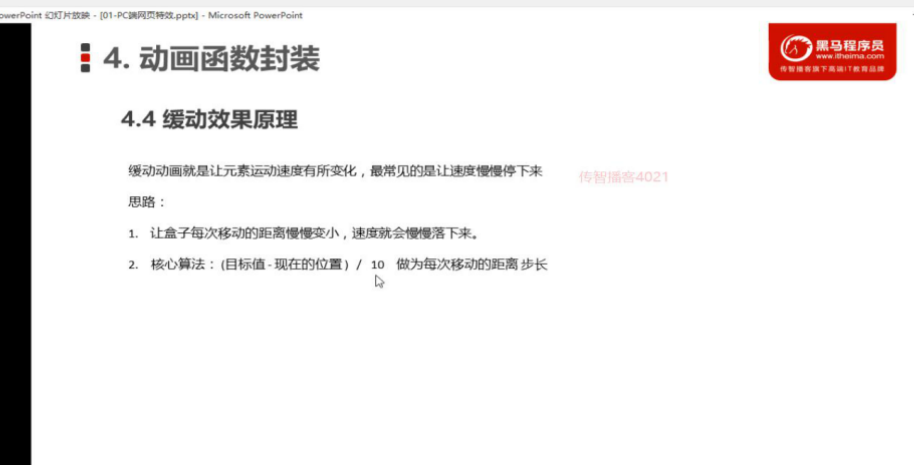 owerPoint 幻灯片放映 - [01-PC端网页特效.pptx] - Microsoft PowerPoint
4. 动画函数封装
黑马程序员
www.itheima.com
传智播客旗下高端IT教育品牌
4.4 缓动效果原理
缓动动画就是让元素运动速度有所变化，最常见的是让速度慢慢停下来
传智播客4021
思路：
1. 让盒子每次移动的距离慢慢变小，速度就会慢慢落下来。
2. 核心算法：(目标值 - 现在的位置) / 10 做为每次移动的距离 步长